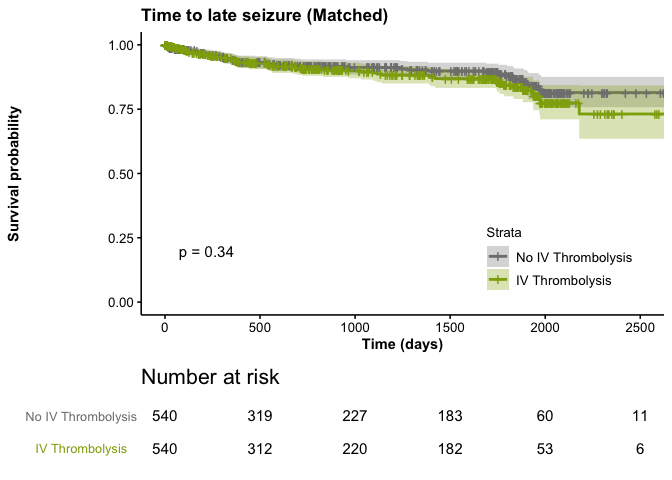 Time to late seizure (Matched)
Survival probability
1.00
0.75
0.50
0.25
0.00
p = 0.34
Strata
No IV Thrombolysis
IV Thrombolysis
0 500 1000 1500 2000 2500
Time (days)
Number at risk
No IV Thrombolysis 540 319 227 183 60 11
IV Thrombolysis 540 312 220 182 53 6